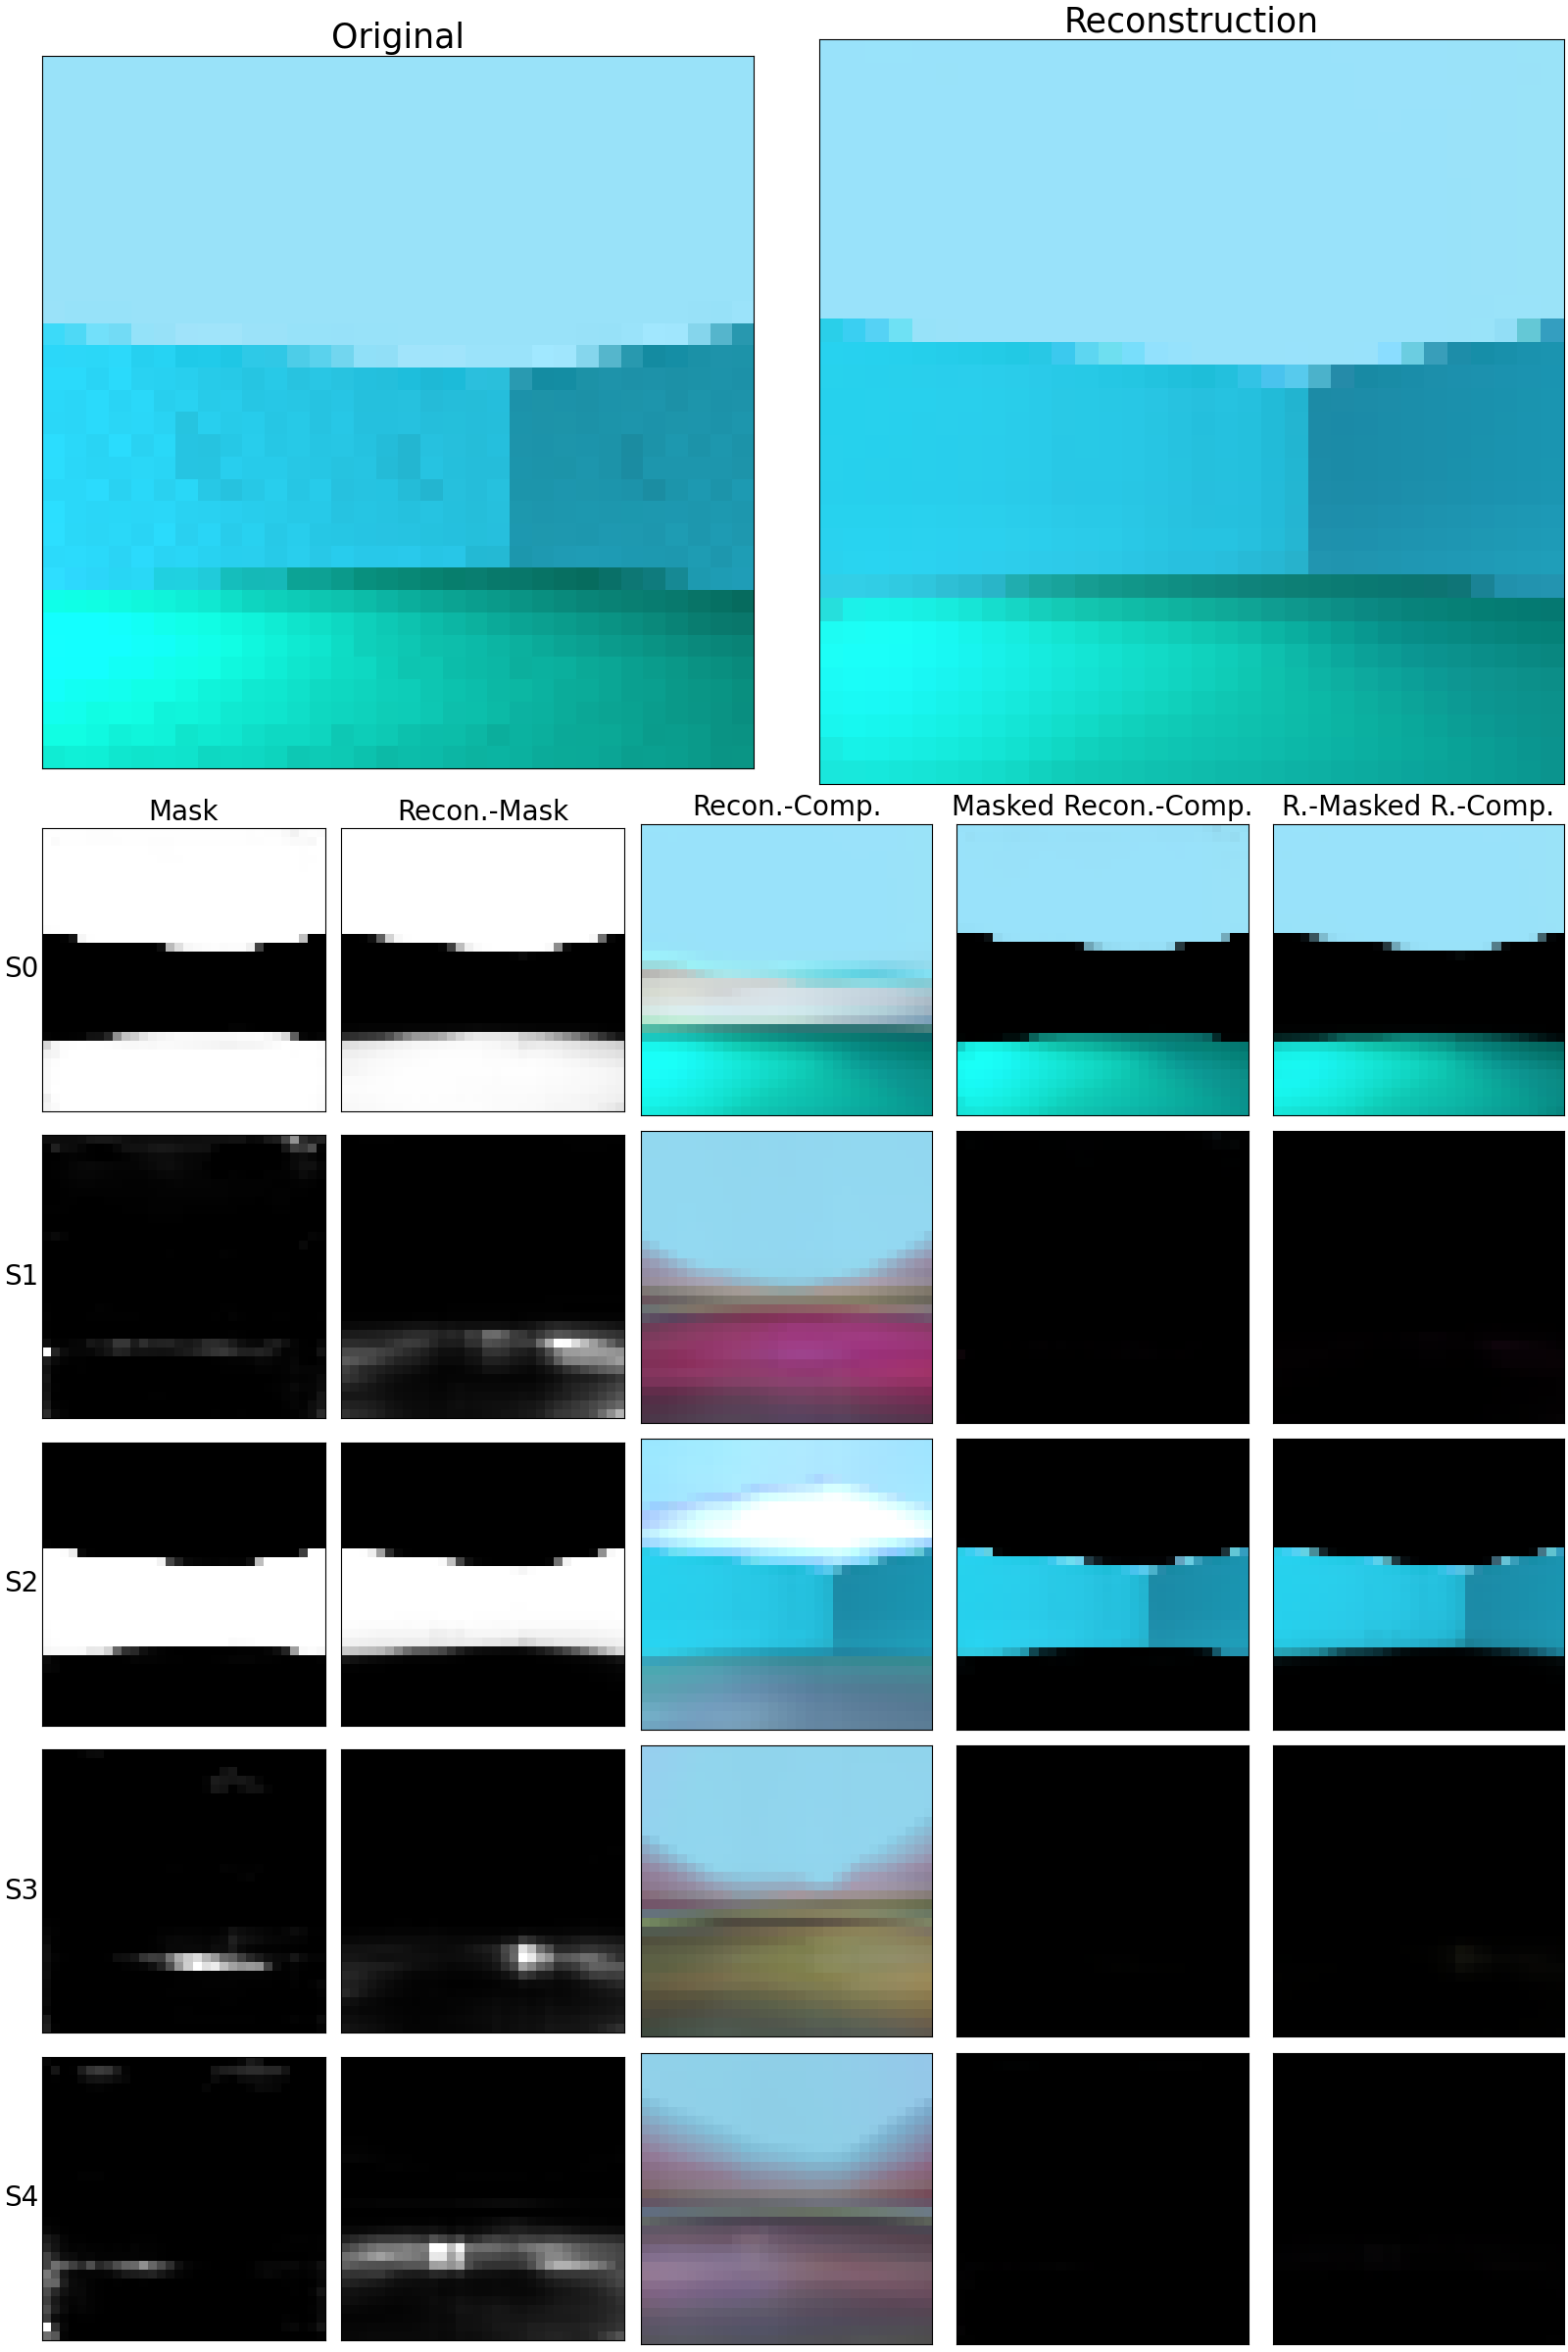 Original
Reconstruction
Mask
Recon.-Mask
Recon.-Comp.
Masked Recon.-Comp.
R.-Masked R.-Comp.
S0
S1
S2
S3
S4